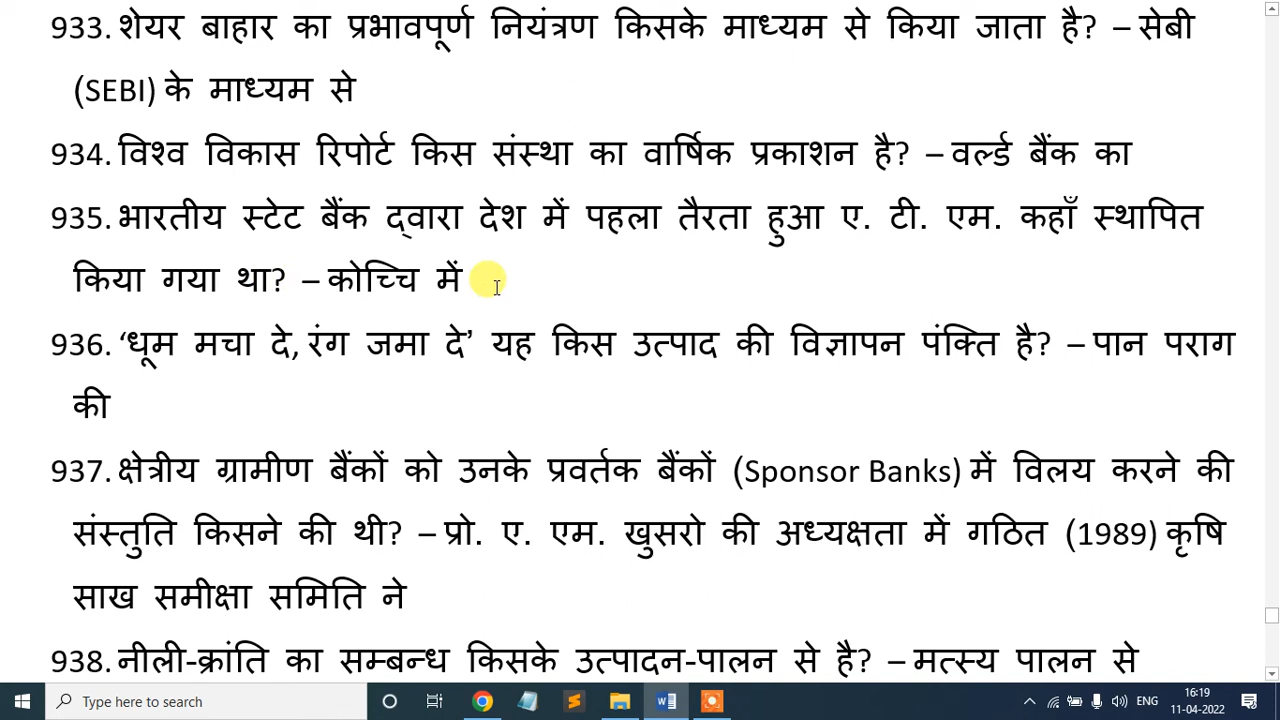 933. शेयर बाहार का प्रभावपूर्ण नियंत्रण किसके माध्यम से किया जाता है? – सेबी
(SEBI) के माध्यम से
934. विश्व विकास रिपोर्ट किस संस्था का वार्षिक प्रकाशन है? – वर्ल्ड बैंक का
935. भारतीय स्टेट बैंक द्वारा देश में पहला तैरता हुआ ए. टी. एम. कहाँ स्थापित
किया गया था? – कोच्चि में
936. ‘धूम मचा दे, रंग जमा दे’ यह किस उत्पाद की विज्ञापन पंक्ति है? – पान पराग
की
937. क्षेत्रीय ग्रामीण बैंकों को उनके प्रवर्तक बैंकों (Sponsor Banks) में विलय करने की
संस्तुति किसने की थी? – प्रो. ए. एम. खुसरो की अध्यक्षता में गठित (1989) कृषि
साख समीक्षा समिति ने
938. नीली-क्रांति का सम्बन्ध किसके उत्पादन-पालन से है? – मत्स्य पालन से
Type here to search
ENG
16:19
11-04-2022